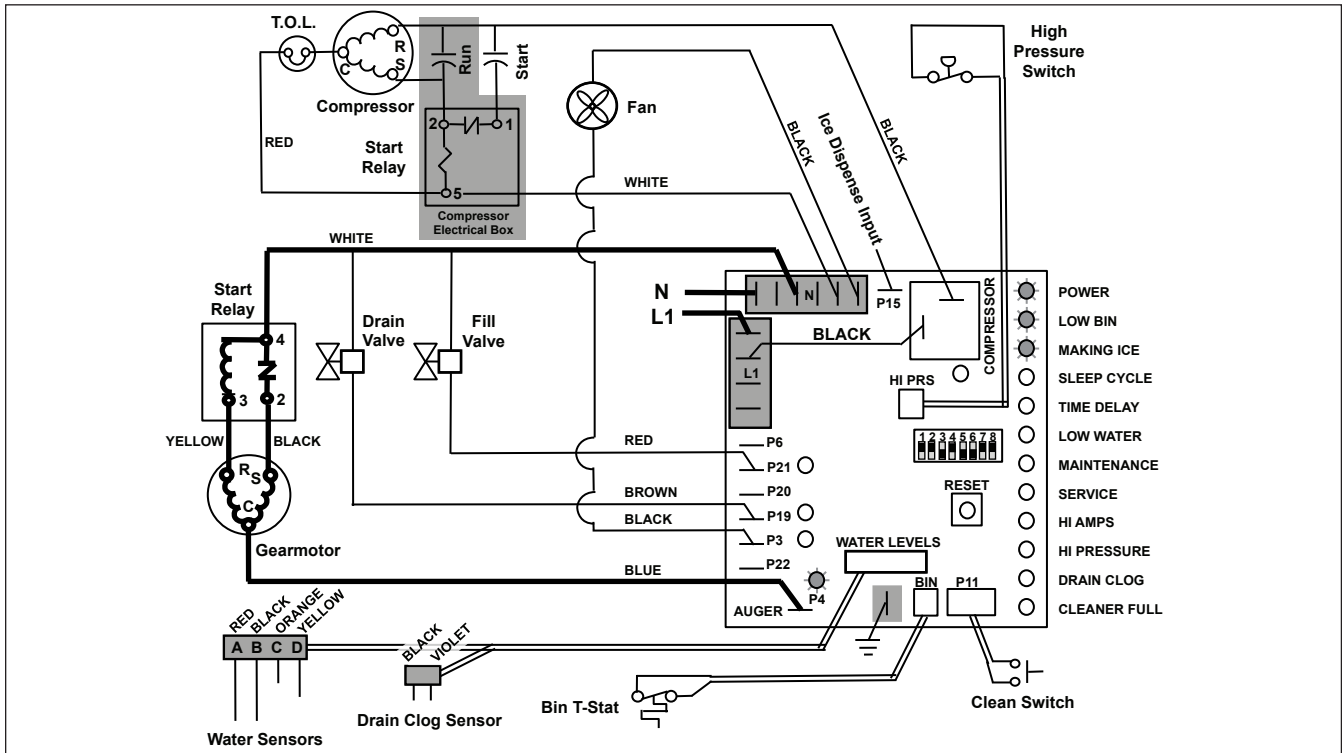 T.O.L.
C
R
S
Compressor
Run
Start
RED
Start
Relay
2
1
5
Compressor
Electrical Box
Fan
WHITE
BLACK
Ice Dispense Input
BLACK
High
Pressure
Switch
WHITE
Start
Relay
4
3
2
YELLOW
BLACK
R
S
C
Gearmotor
Drain
Valve
Fill
Valve
N
L1
N
L1
P15
BLACK
COMPRESSOR
HI PRS
1 2 3 4 5 6 7 8
RESET
RED
BROWN
BLACK
BLUE
P6
P21
P20
P19
P3
P22
P4
AUGER
WATER LEVELS
BIN
P11
POWER
LOW BIN
MAKING ICE
SLEEP CYCLE
TIME DELAY
LOW WATER
MAINTENANCE
SERVICE
HI AMPS
HI PRESSURE
DRAIN CLOG
CLEANER FULL
RED
BLACK
ORANGE
YELLOW
A B C D
Water Sensors
BLACK
VIOLET
Drain Clog Sensor
Bin T-Stat
Clean Switch